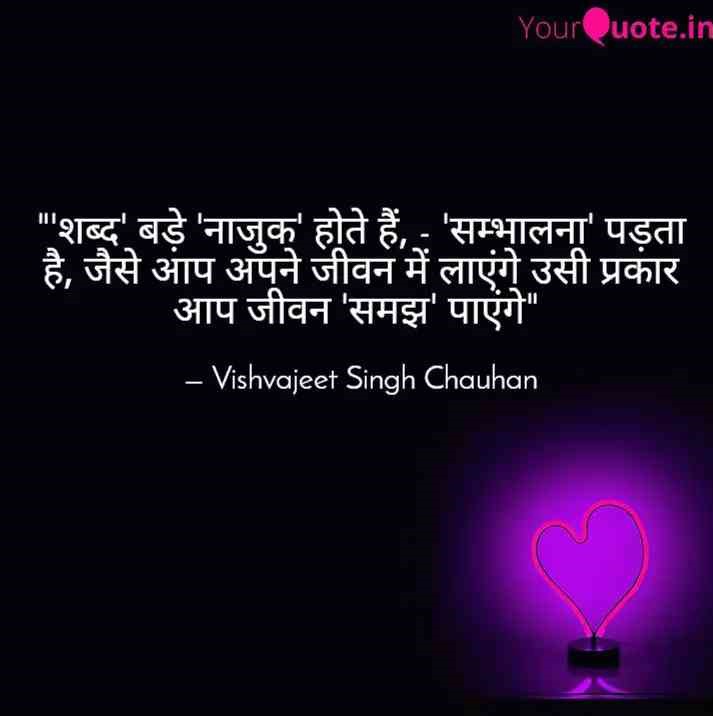 YourQuote.in
"'शब्द' बड़े 'नाजुक' होते हैं, - 'सम्भालना' पड़ता
है, जैसे आप अपने जीवन में लाएंगे उसी प्रकार
आप जीवन 'समझ' पाएंगे"
– Vishvajeet Singh Chauhan